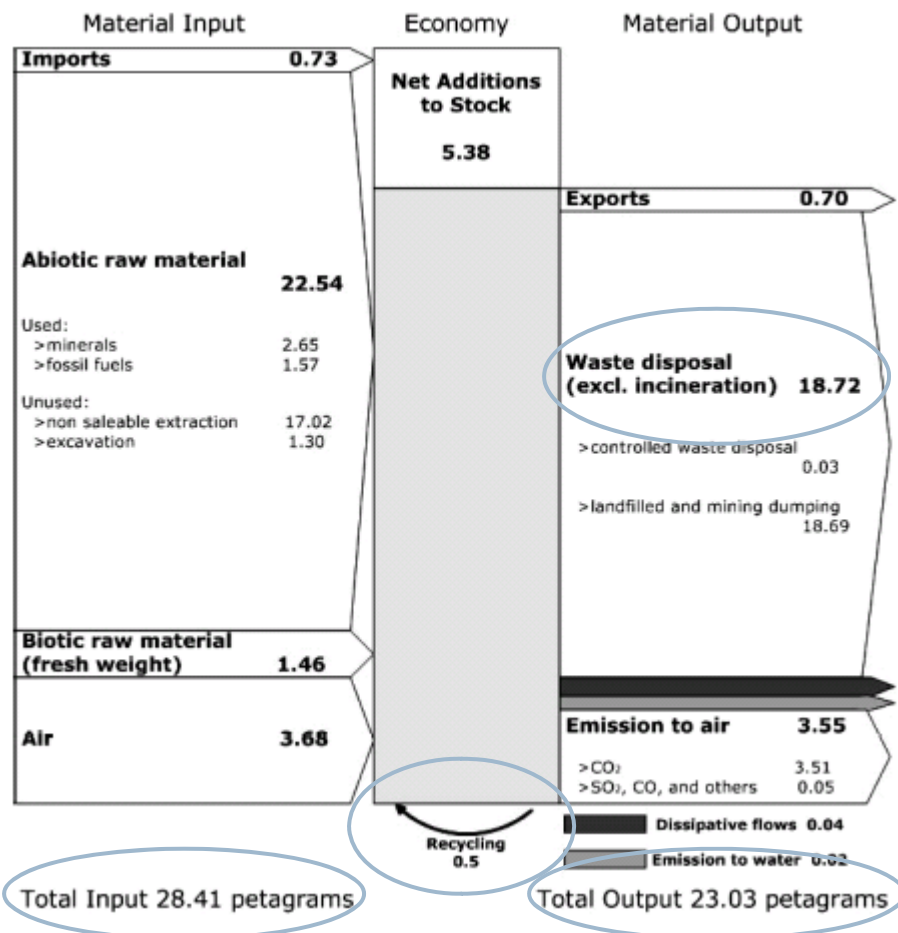 Material Input
Economy
Material Output
Imports 0.73
Net Additions
to Stock
5.38
Exports 0.70
Abiotic raw material
22.54
Used:
>minerals 2.65
>fossil fuels 1.57
Unused:
>non saleable extraction 17.02
>excavation 1.30
Waste disposal
(excl. incineration) 18.72
>controlled waste disposal
0.03
>landfilled and mining dumping
18.69
Biotic raw material
(fresh weight) 1.46
Air 3.68
Emission to air 3.55
>CO₂ 3.51
>SO₂, CO, and others 0.05
Recycling
0.5
Dissipative flows 0.04
Emission to water 0.02
Total Input 28.41 petagrams
Total Output 23.03 petagrams